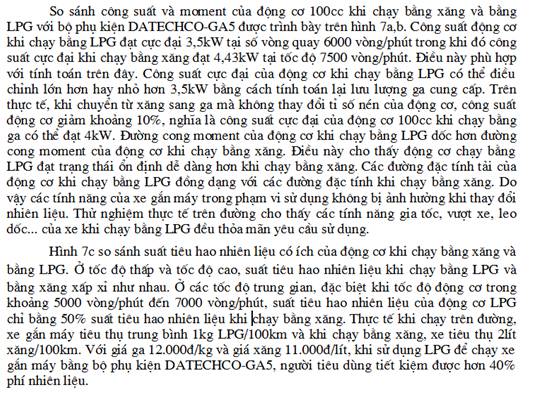 So sánh công suất và moment của động cơ 100cc khi chạy bằng xăng và bằng
LPG với bộ phụ kiện DATECHCO-GA5 được trình bày trên hình 7a,b. Công suất động cơ
khi chạy bằng LPG đạt cực đại 3,5kW tại số vòng quay 6000 vòng/phút trong khi đó công
suất cực đại khi chạy bằng xăng đạt 4,43kW tại tốc độ 7500 vòng/phút. Điều này phù hợp
với tính toán trên đây. Công suất cực đại của động cơ khi chạy bằng LPG có thể điều
chỉnh lớn hơn hay nhỏ hơn 3,5kW bằng cách tính toán lại lưu lượng ga cung cấp. Trên
thực tế, khi chuyển từ xăng sang ga mà không thay đổi tỉ số nén của động cơ, công suất
động cơ giảm khoảng 10%, nghĩa là công suất cực đại của động cơ 100cc khi chạy bằng
ga có thể đạt 4kW. Đường cong moment của động cơ khi chạy bằng LPG dốc hơn đường
cong moment của động cơ khi chạy bằng xăng. Điều này cho thấy động cơ chạy bằng
LPG đạt trạng thái ổn định dễ dàng hơn khi chạy bằng xăng. Các đường đặc tính tải của
động cơ khi chạy bằng LPG đồng dạng với các đường đặc tính khi chạy bằng xăng. Do
vậy các tính năng của xe gắn máy trong phạm vi sử dụng không bị ảnh hưởng khi thay đổi
nhiên liệu. Thử nghiệm thực tế trên đường cho thấy các tính năng gia tốc, vượt xe, leo
dốc... của xe khi chạy bằng LPG đều thỏa mãn yêu cầu sử dụng.
Hình 7c so sánh suất tiêu hao nhiên liệu có ích của động cơ khi chạy bằng xăng và
bằng LPG. Ở tốc độ thấp và tốc độ cao, suất tiêu hao nhiên liệu khi chạy bằng LPG và
bằng xăng xấp xỉ như nhau. Ở các tốc độ trung gian, đặc biệt khi tốc độ động cơ trong
khoảng 5000 vòng/phút đến 7000 vòng/phút, suất tiêu hao nhiên liệu của động cơ LPG
chỉ bằng 50% suất tiêu hao nhiên liệu khi chạy bằng xăng. Thực tế khi chạy trên đường,
xe gắn máy tiêu thụ trung bình 1kg LPG/100km và khi chạy bằng xăng, xe tiêu thụ 2lít
xăng/100km. Với giá ga 12.000đ/kg và giá xăng 11.000đ/lít, khi sử dụng LPG để chạy xe
gắn máy bằng bộ phụ kiện DATECHCO-GA5, người tiêu dùng tiết kiệm được hơn 40%
phí nhiên liệu.